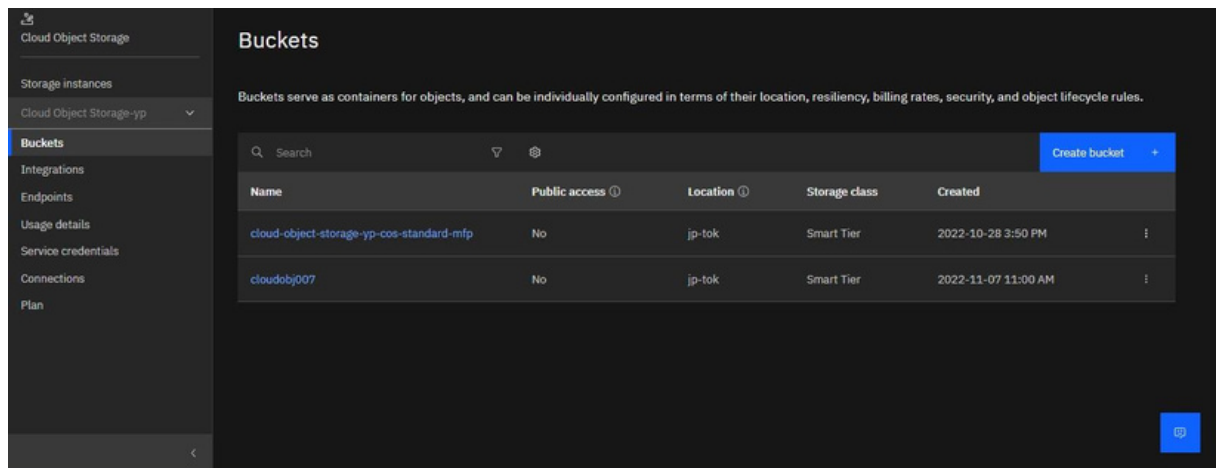 Cloud Object Storage
Storage instances
Cloud Object Storage-yp
Buckets
Integrations
Endpoints
Usage details
Service credentials
Connections
Plan
Buckets
Buckets serve as containers for objects, and can be individually configured in terms of their location, resiliency, billing rates, security, and object lifecycle rules.
Search
Create bucket +
Name Public access Location Storage class Created
cloud-object-storage-yp-cos-standard-mfp No jp-tok Smart Tier 2022-10-28 3:50 PM
cloudobj007 No jp-tok Smart Tier 2022-11-07 11:00 AM